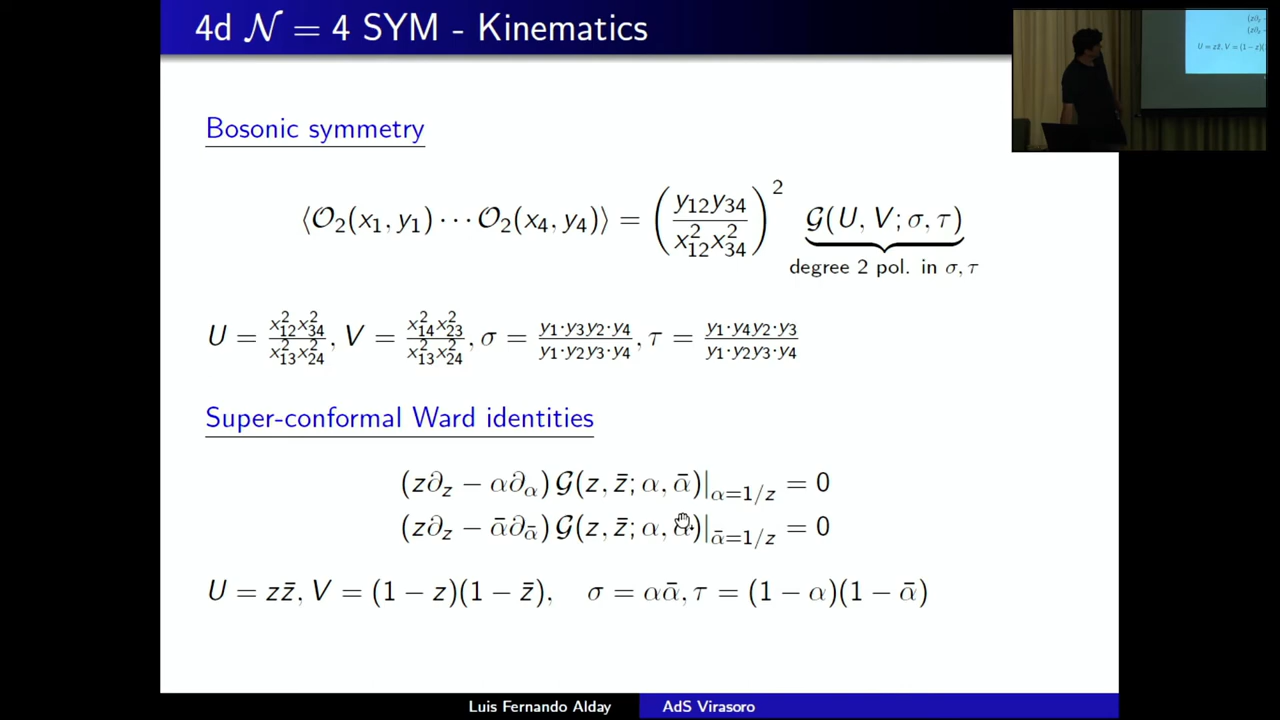 4d 𝒩 = 4 SYM - Kinematics
Bosonic symmetry
⟨𝒪₂(x₁, y₁) ⋯ 𝒪₂(x₄, y₄)⟩ = (y₁₂y₃₄ / x²₁₂x²₃₄)² 𝒢(U, V; σ, τ)
degree 2 pol. in σ, τ
U = x²₁₂x²₃₄ / x²₁₃x²₂₄, V = x²₁₄x²₂₃ / x²₁₃x²₂₄, σ = y₁·y₃y₂·y₄ / y₁·y₂y₃·y₄, τ = y₁·y₄y₂·y₃ / y₁·y₂y₃·y₄
Super-conformal Ward identities
(z∂_z − α∂_α) 𝒢(z, z̄; α, ᾱ)|_{α=1/z} = 0
(z∂_z − ᾱ∂_ᾱ) 𝒢(z, z̄; α, ᾱ)|_{ᾱ=1/z} = 0
U = zz̄, V = (1 − z)(1 − z̄), σ = αᾱ, τ = (1 − α)(1 − ᾱ)
Luis Fernando Alday
AdS Virasoro